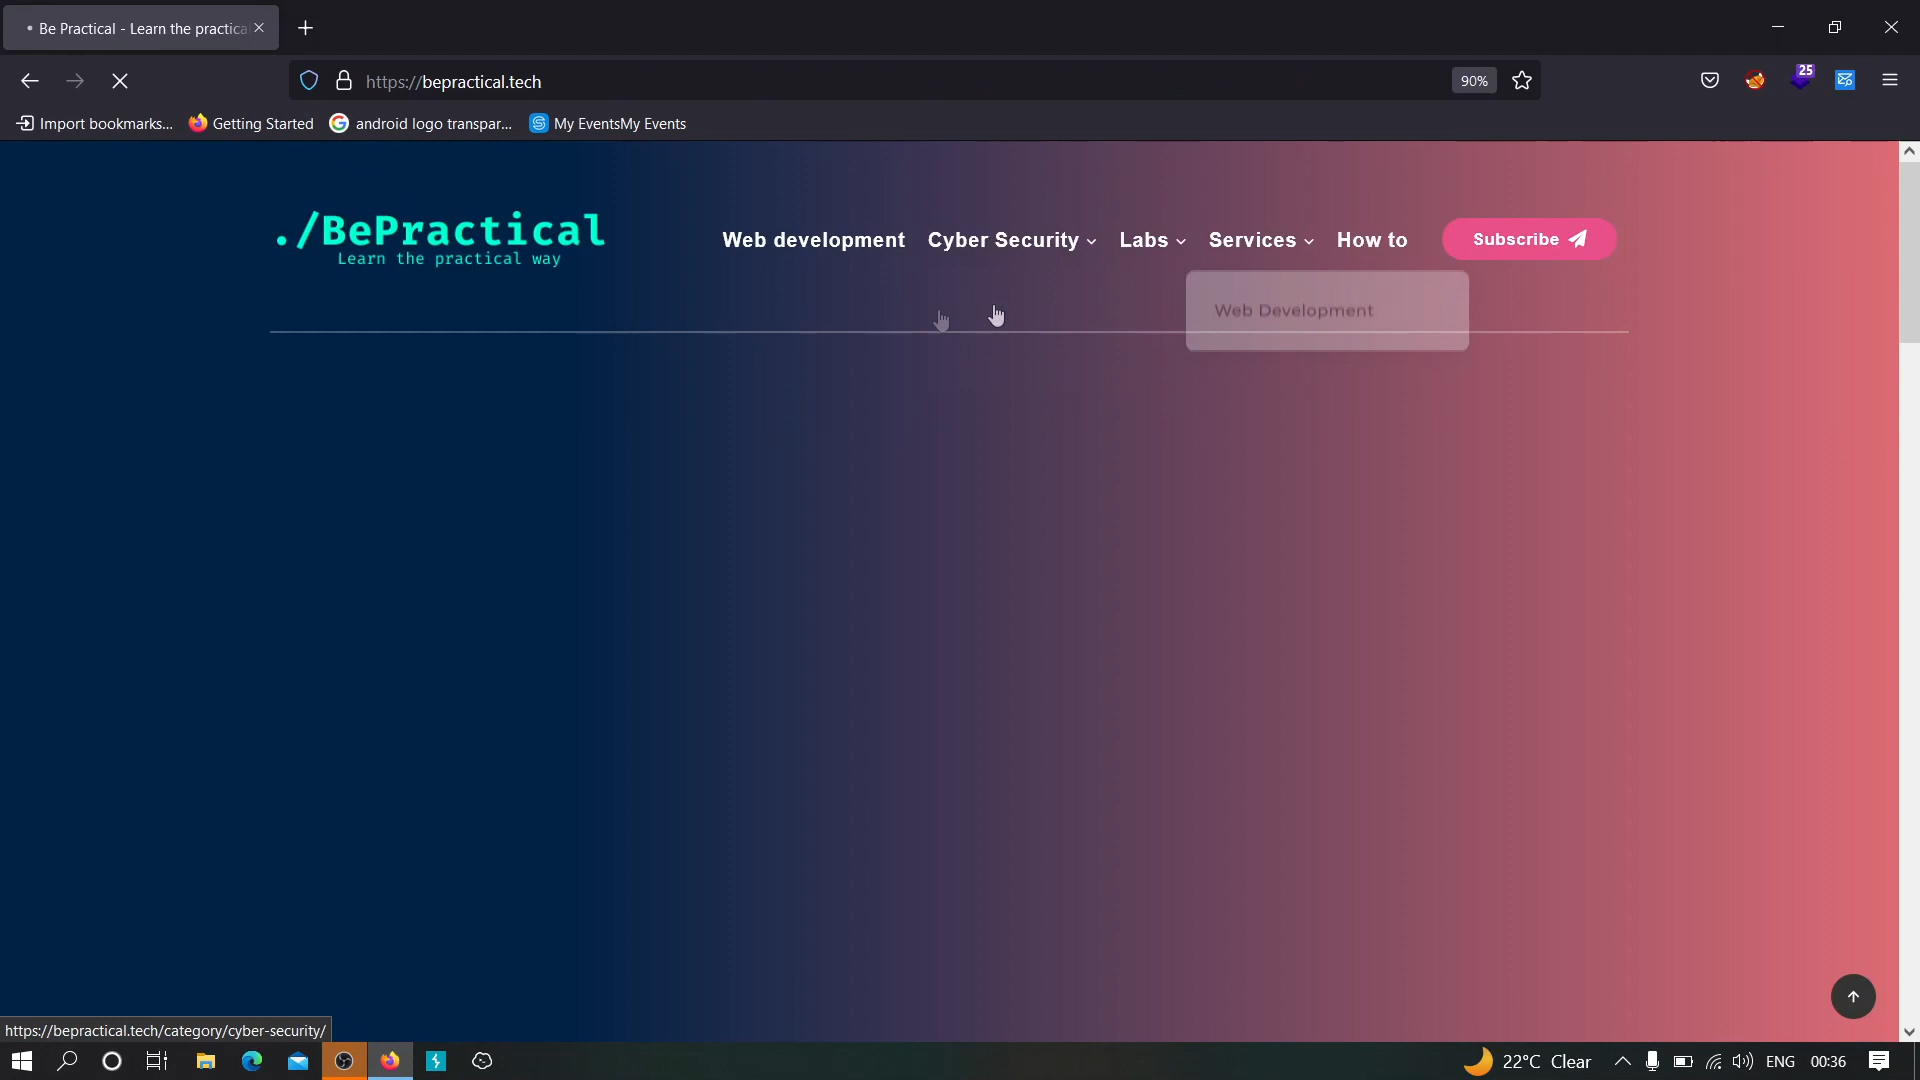 Be Practical - Learn the practica
https://bepractical.tech
90%
25
Import bookmarks...
Getting Started
android logo transpar...
My EventsMy Events
./BePractical
Learn the practical way
Web development
Cyber Security
Labs
Services
How to
Subscribe
Web Development
https://bepractical.tech/category/cyber-security/
22°C Clear
ENG
00:36